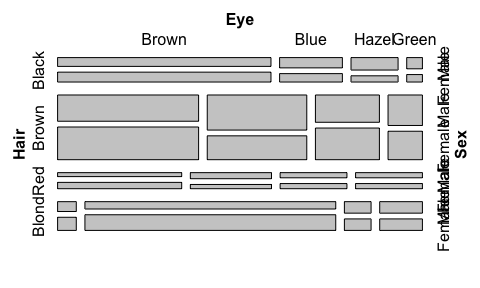 Eye
Brown Blue Hazel Green
Black
Brown
Red
Blond
Hair
Male
Female
Male
Female
Male
Female
Male
Female
Sex